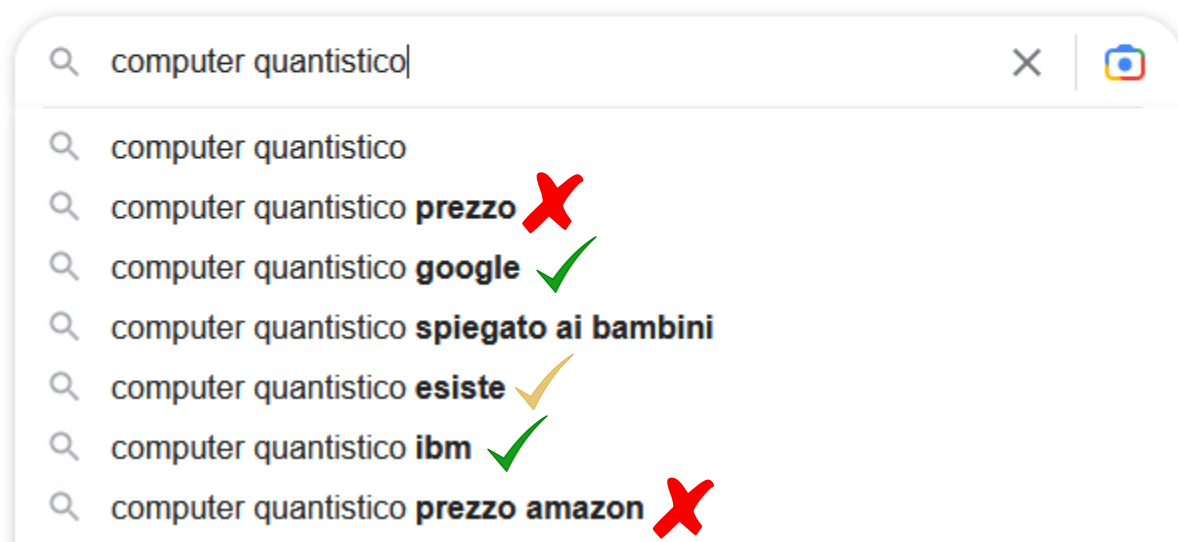 computer quantistico
computer quantistico
computer quantistico prezzo
computer quantistico google
computer quantistico spiegato ai bambini
computer quantistico esiste
computer quantistico ibm
computer quantistico prezzo amazon